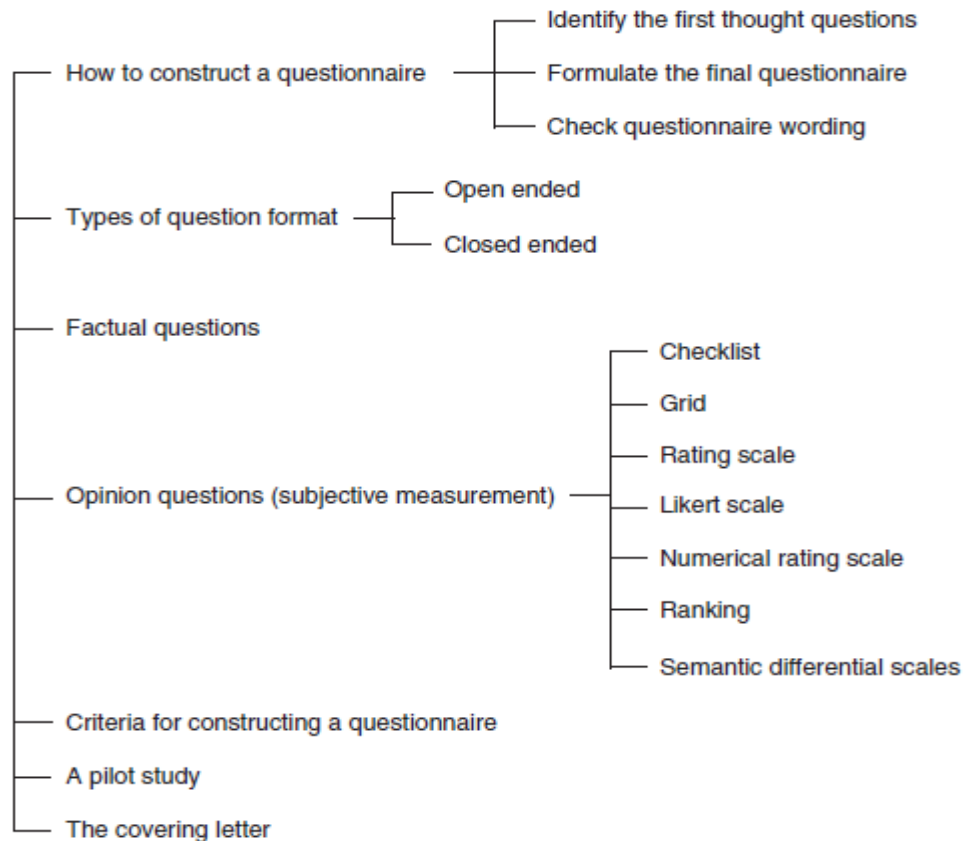 Identify the first thought questions
How to construct a questionnaire
Formulate the final questionnaire
Check questionnaire wording
Open ended
Types of question format
Closed ended
Factual questions
Checklist
Grid
Rating scale
Opinion questions (subjective measurement)
Likert scale
Numerical rating scale
Ranking
Semantic differential scales
Criteria for constructing a questionnaire
A pilot study
The covering letter